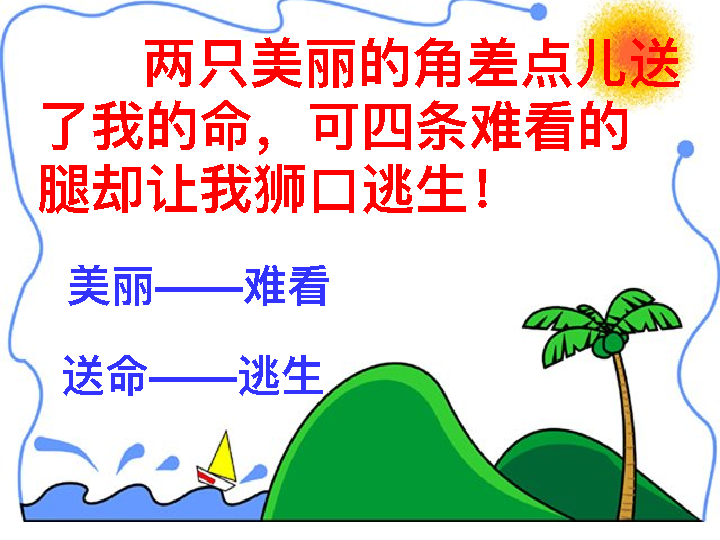 两只美丽的角差点儿送
了我的命，可四条难看的
腿却让我狮口逃生！
美丽——难看
送命——逃生